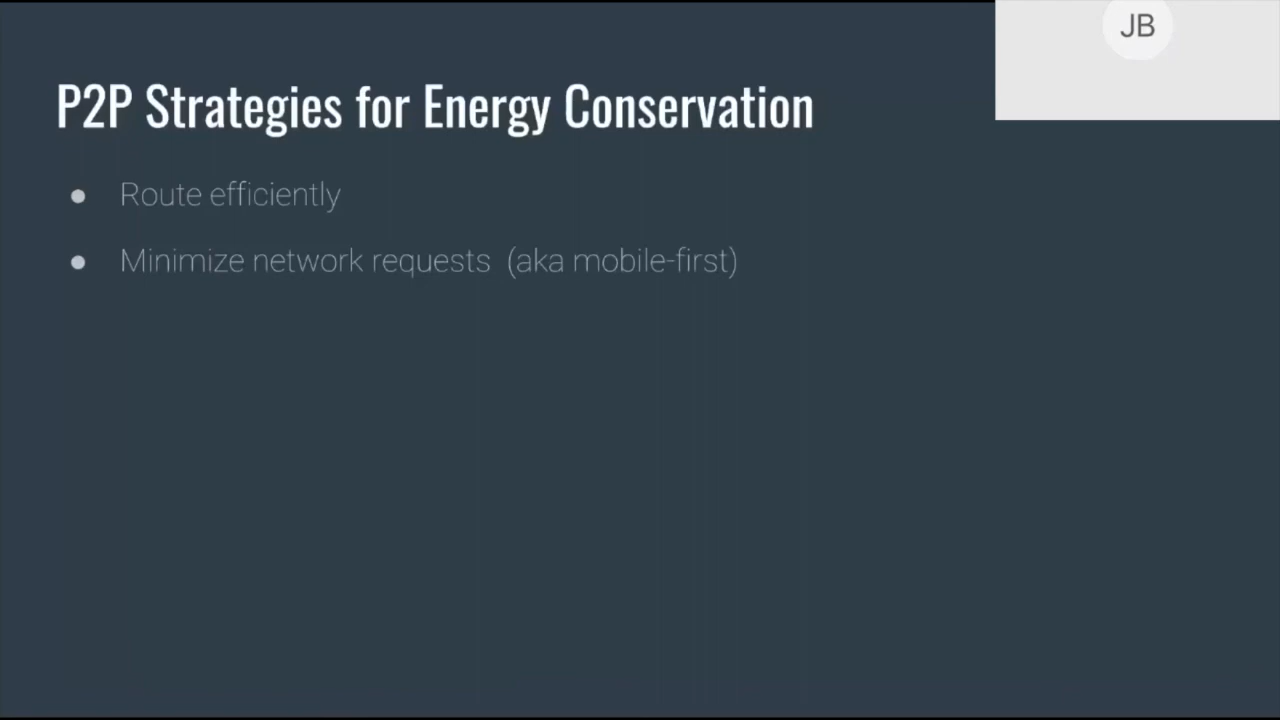 JB
P2P Strategies for Energy Conservation
● Route efficiently
● Minimize network requests (aka mobile-first)